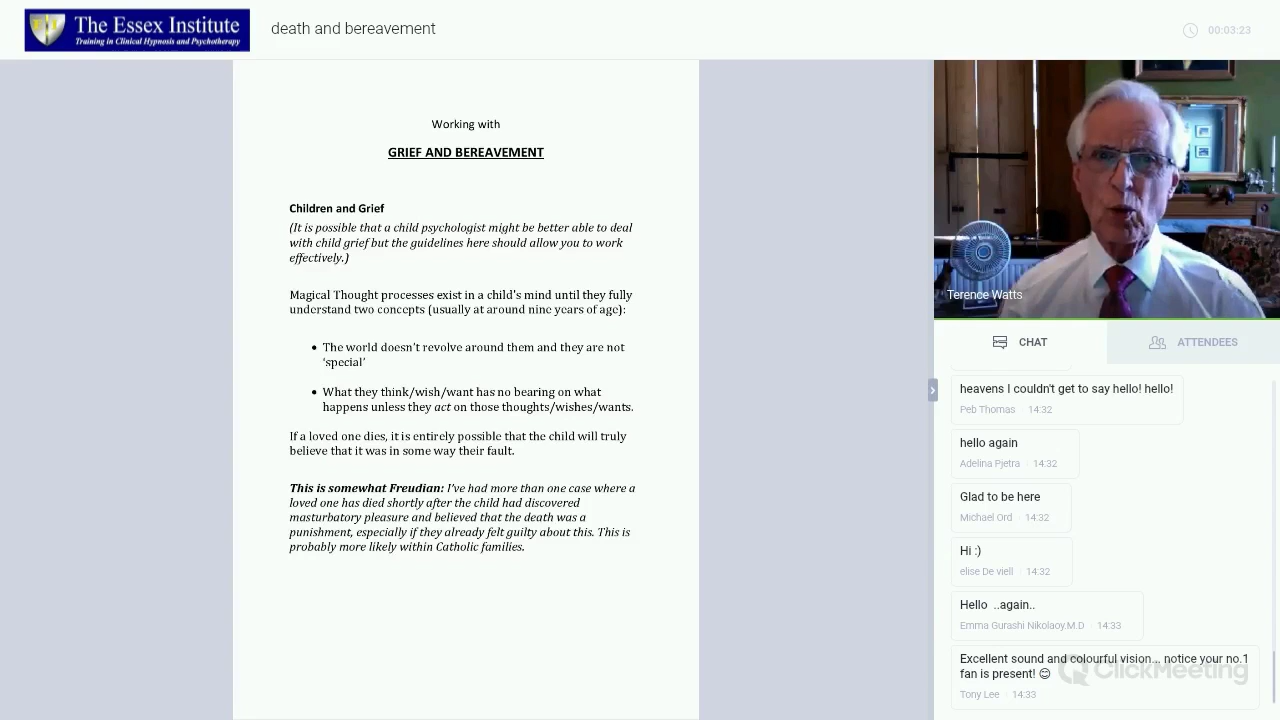 The Essex Institute
Training in Clinical Hypnosis and Psychotherapy
death and bereavement
00:03:23
Working with
GRIEF AND BEREAVEMENT
Children and Grief
(It is possible that a child psychologist might be better able to deal
with child grief but the guidelines here should allow you to work
effectively.)
Magical Thought processes exist in a child's mind until they fully
understand two concepts (usually at around nine years of age):
• The world doesn't revolve around them and they are not
'special'
• What they think/wish/want has no bearing on what
happens unless they act on those thoughts/wishes/wants.
If a loved one dies, it is entirely possible that the child will truly
believe that it was in some way their fault.
This is somewhat Freudian: I've had more than one case where a
loved one has died shortly after the child had discovered
masturbatory pleasure and believed that the death was a
punishment, especially if they already felt guilty about this. This is
probably more likely within Catholic families.
Terence Watts
CHAT
ATTENDEES
heavens I couldn't get to say hello! hello!
Peb Thomas 14:32
hello again
Adelina Pjetra 14:32
Glad to be here
Michael Ord 14:32
Hi :)
elise De viell 14:32
Hello ..again..
Emma Gurashi Nikolaoy.M.D 14:33
Excellent sound and colourful vision... notice your no.1
fan is present! 😊
Tony Lee 14:33
ClickMeeting